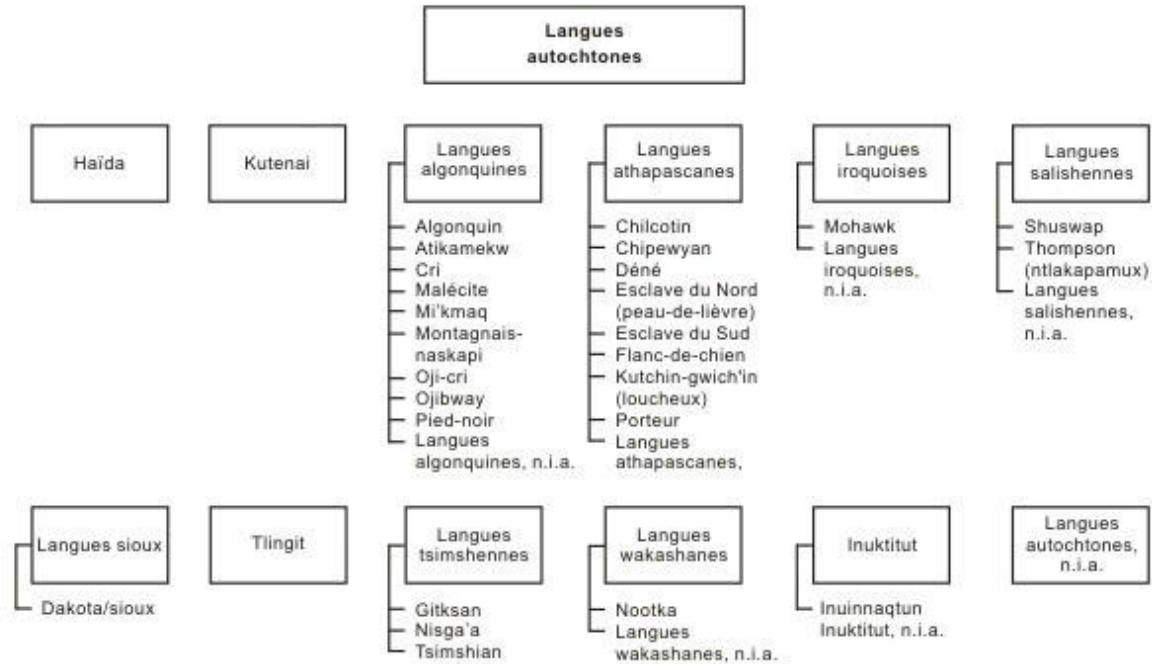 Langues
autochtones
Haïda
Kutenai
Langues
algonquines
Algonquin
Atikamekw
Cri
Malécite
Mi'kmaq
Montagnais-
naskapi
Oji-cri
Ojibway
Pied-noir
Langues
algonquines, n.i.a.
Langues
athapascanes
Chilcotin
Chipewyan
Déné
Esclave du Nord
(peau-de-lièvre)
Esclave du Sud
Flanc-de-chien
Kutchin-gwich'in
(loucheux)
Porteur
Langues
athapascanes,
Langues
iroquoises
Mohawk
Langues
iroquoises,
n.i.a.
Langues
salishennes
Shuswap
Thompson
(ntlakapamux)
Langues
salishennes,
n.i.a.
Langues sioux
Dakota/sioux
Tlingit
Langues
tsimshennes
Gitksan
Nisga'a
Tsimshian
Langues
wakashanes
Nootka
Langues
wakashanes, n.i.a.
Inuktitut
Inuinnaqtun
Inuktitut, n.i.a.
Langues
autochtones,
n.i.a.